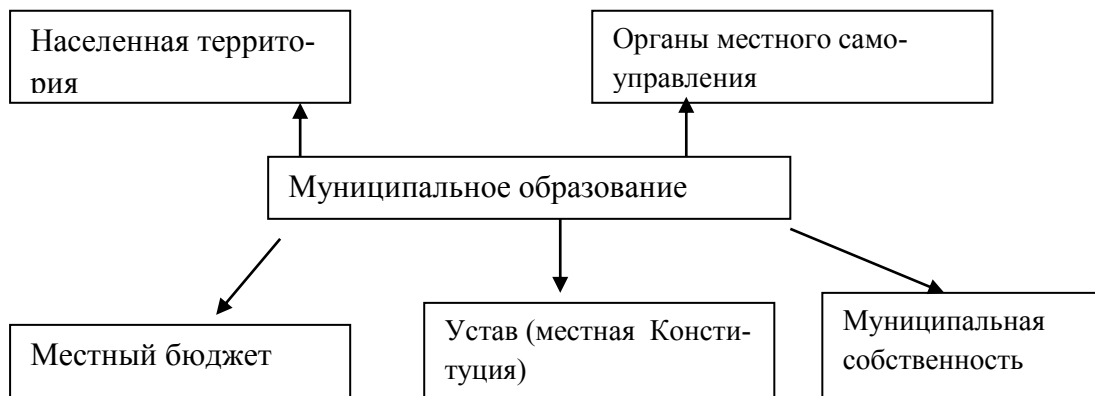 Населенная террито-
рия
Органы местного само-
управления
Муниципальное образование
Местный бюджет
Устав (местная Консти-
туция)
Муниципальная
собственность